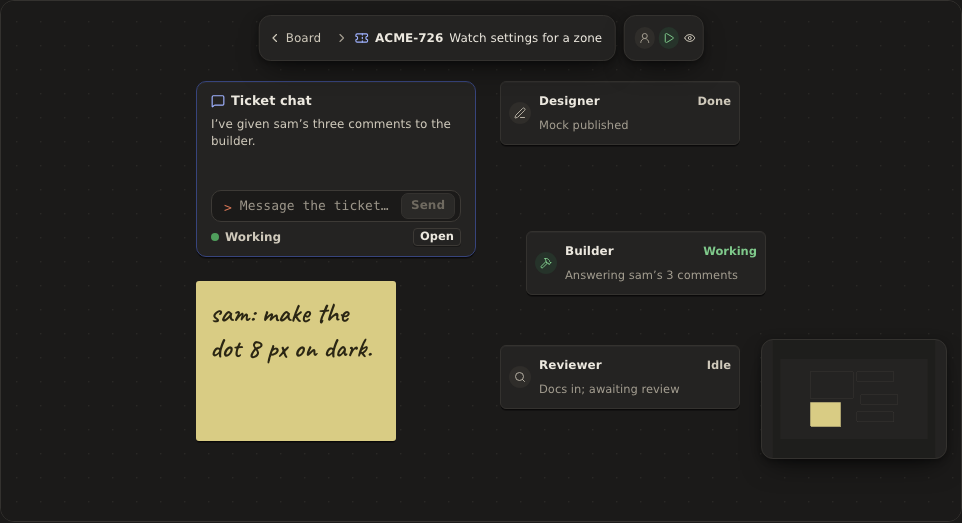 Board
ACME-726 Watch settings for a zone
Ticket chat
I’ve given sam’s three comments to the
builder.
> Message the ticket… Send
Working Open
sam: make the
dot 8 px on dark.
Designer Done
Mock published
Builder Working
Answering sam’s 3 comments
Reviewer Idle
Docs in; awaiting review